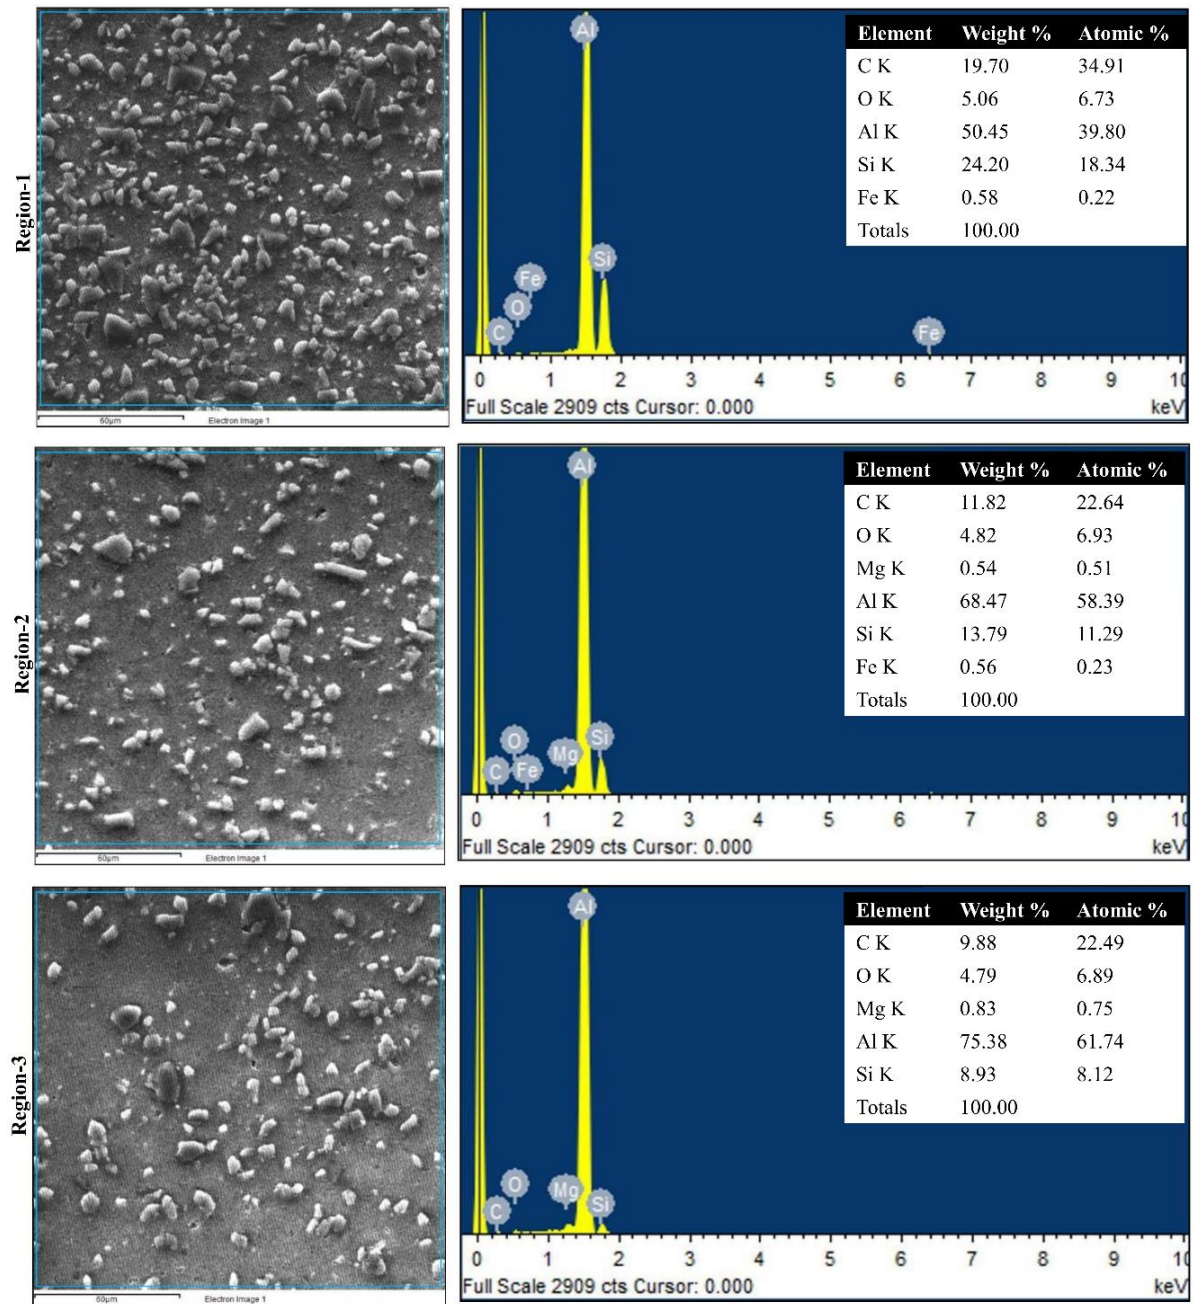 Region-1
60µm Electron Image 1
Al
Si
Fe
O
C
Fe
0 1 2 3 4 5 6 7 8 9 10
Full Scale 2909 cts Cursor: 0.000 keV
Element Weight % Atomic %
C K 19.70 34.91
O K 5.06 6.73
Al K 50.45 39.80
Si K 24.20 18.34
Fe K 0.58 0.22
Totals 100.00
Region-2
60µm Electron Image 1
Al
Si
O
Mg
C Fe
0 1 2 3 4 5 6 7 8 9 10
Full Scale 2909 cts Cursor: 0.000 keV
Element Weight % Atomic %
C K 11.82 22.64
O K 4.82 6.93
Mg K 0.54 0.51
Al K 68.47 58.39
Si K 13.79 11.29
Fe K 0.56 0.23
Totals 100.00
Region-3
60µm Electron Image 1
Al
O Mg
Si
C
0 1 2 3 4 5 6 7 8 9 10
Full Scale 2909 cts Cursor: 0.000 keV
Element Weight % Atomic %
C K 9.88 22.49
O K 4.79 6.89
Mg K 0.83 0.75
Al K 75.38 61.74
Si K 8.93 8.12
Totals 100.00